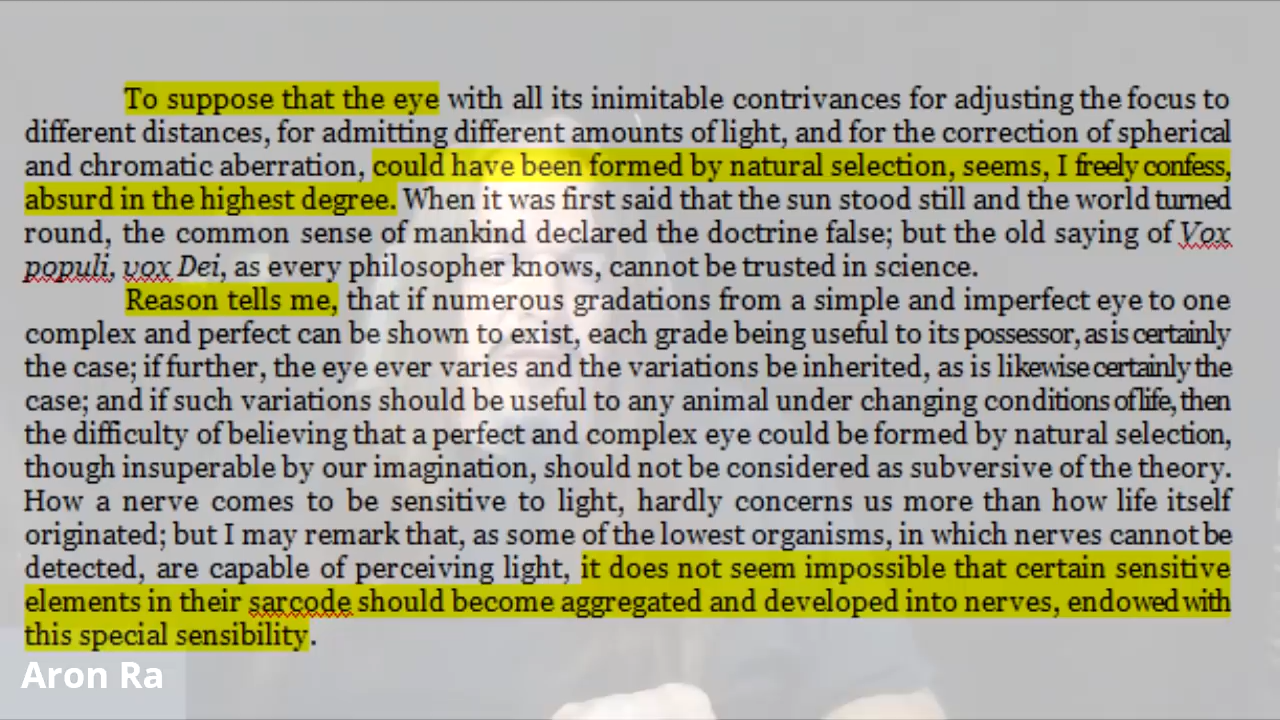 To suppose that the eye with all its inimitable contrivances for adjusting the focus to
different distances, for admitting different amounts of light, and for the correction of spherical
and chromatic aberration, could have been formed by natural selection, seems, I freely confess,
absurd in the highest degree. When it was first said that the sun stood still and the world turned
round, the common sense of mankind declared the doctrine false; but the old saying of Vox
populi, vox Dei, as every philosopher knows, cannot be trusted in science.
Reason tells me, that if numerous gradations from a simple and imperfect eye to one
complex and perfect can be shown to exist, each grade being useful to its possessor, as is certainly
the case; if further, the eye ever varies and the variations be inherited, as is likewise certainly the
case; and if such variations should be useful to any animal under changing conditions of life, then
the difficulty of believing that a perfect and complex eye could be formed by natural selection,
though insuperable by our imagination, should not be considered as subversive of the theory.
How a nerve comes to be sensitive to light, hardly concerns us more than how life itself
originated; but I may remark that, as some of the lowest organisms, in which nerves cannot be
detected, are capable of perceiving light, it does not seem impossible that certain sensitive
elements in their sarcode should become aggregated and developed into nerves, endowed with
this special sensibility.
Aron Ra